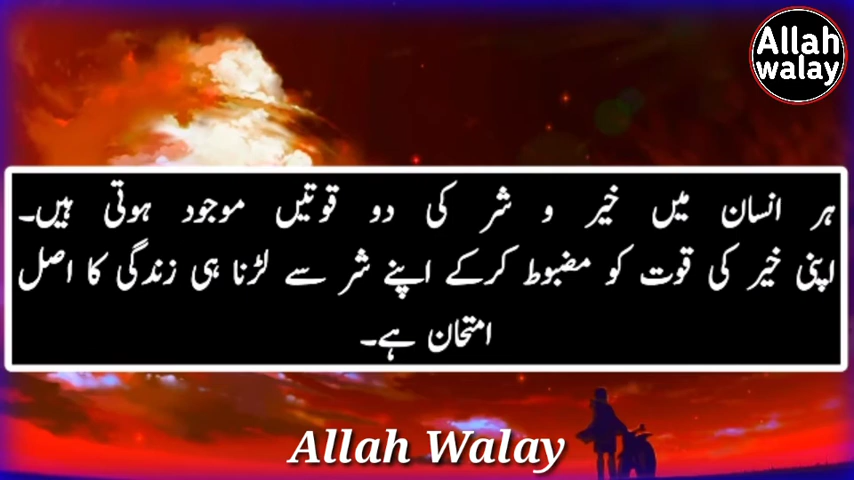 Allah
walay
ہر انسان میں خیر و شر کی دو قوتیں موجود ہوتی ہیں۔
اپنی خیر کی قوت کو مضبوط کرکے اپنے شر سے لڑنا ہی زندگی کا اصل
امتحان ہے۔
Allah Walay